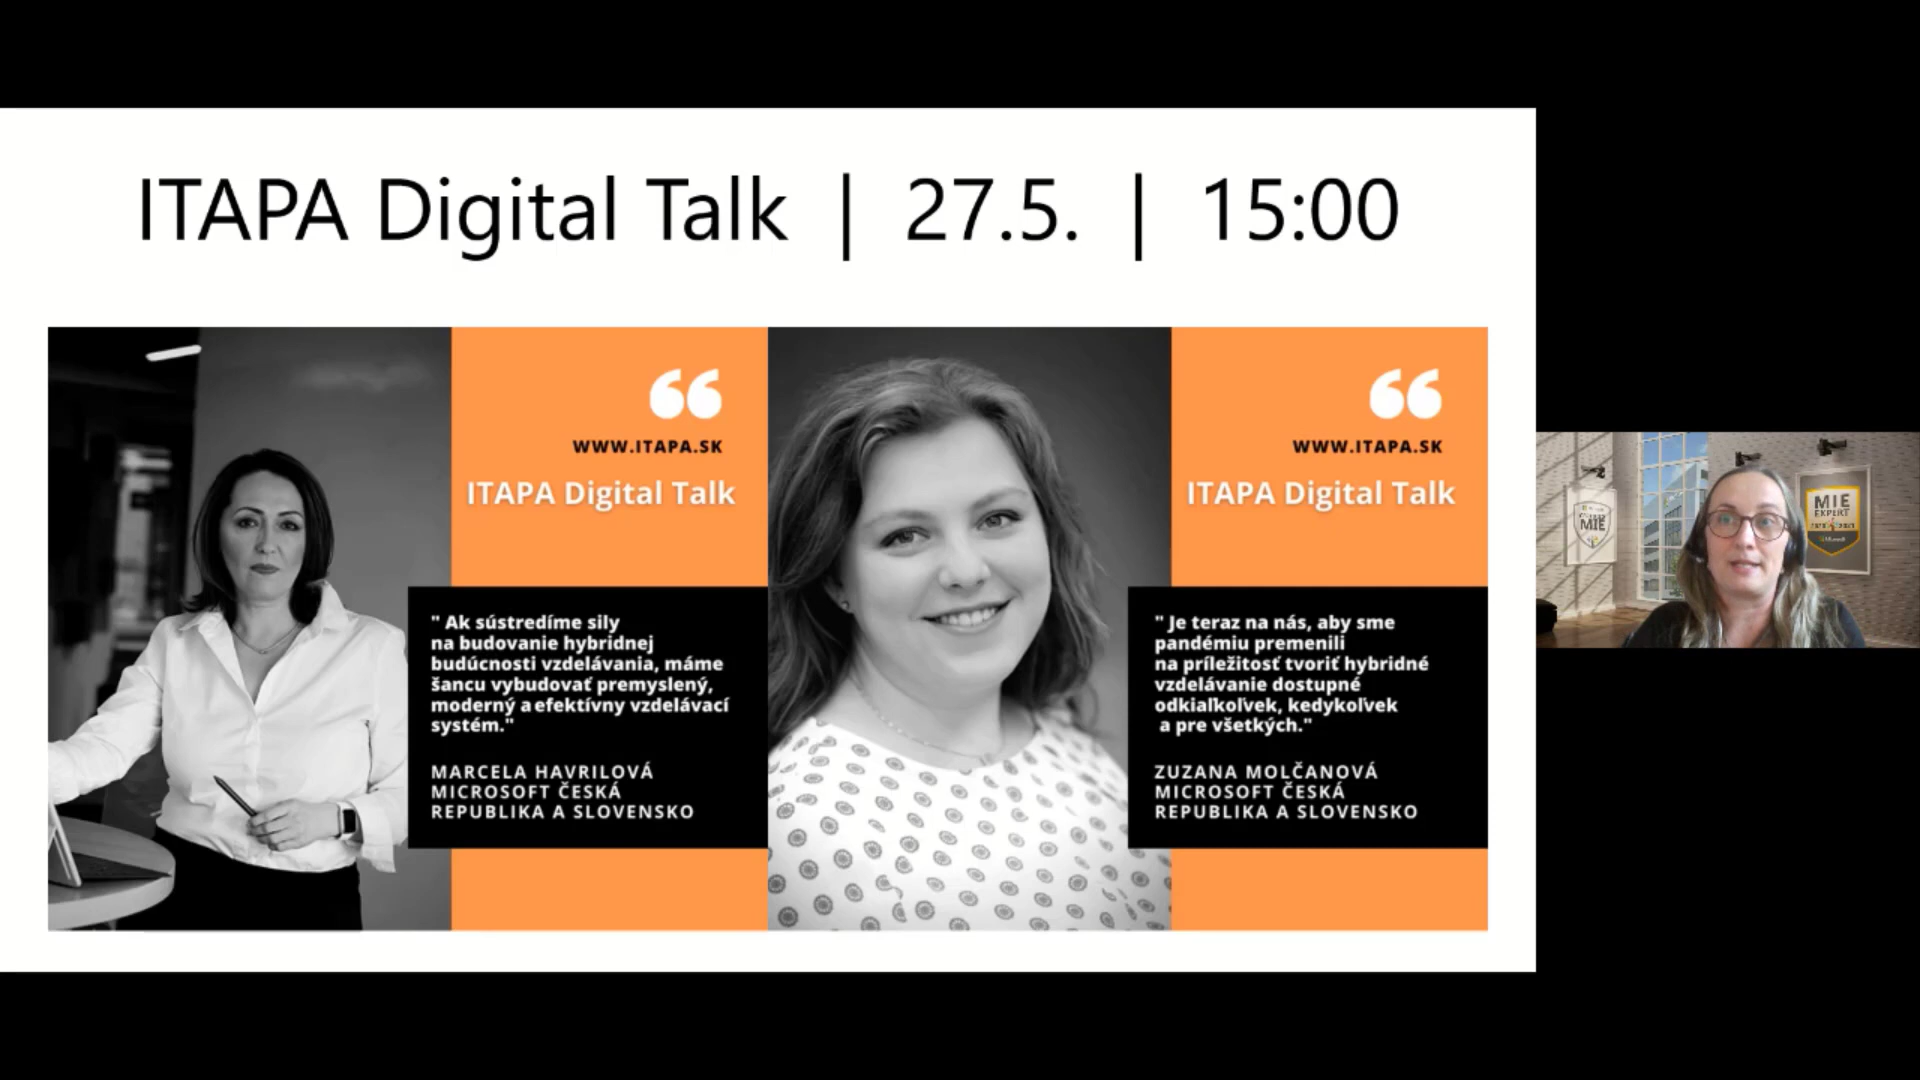 ITAPA Digital Talk | 27.5. | 15:00
WWW.ITAPA.SK
ITAPA Digital Talk
" Ak sústredíme sily
na budovanie hybridnej
budúcnosti vzdelávania, máme
šancu vybudovať premyslený,
moderný a efektívny vzdelávací
systém."
MARCELA HAVRILOVÁ
MICROSOFT ČESKÁ
REPUBLIKA A SLOVENSKO
WWW.ITAPA.SK
ITAPA Digital Talk
" Je teraz na nás, aby sme
pandémiu premenili
na príležitosť tvoriť hybridné
vzdelávanie dostupné
odkiaľkoľvek, kedykoľvek
a pre všetkých."
ZUZANA MOLČANOVÁ
MICROSOFT ČESKÁ
REPUBLIKA A SLOVENSKO
MIE
MIE
EXPERT